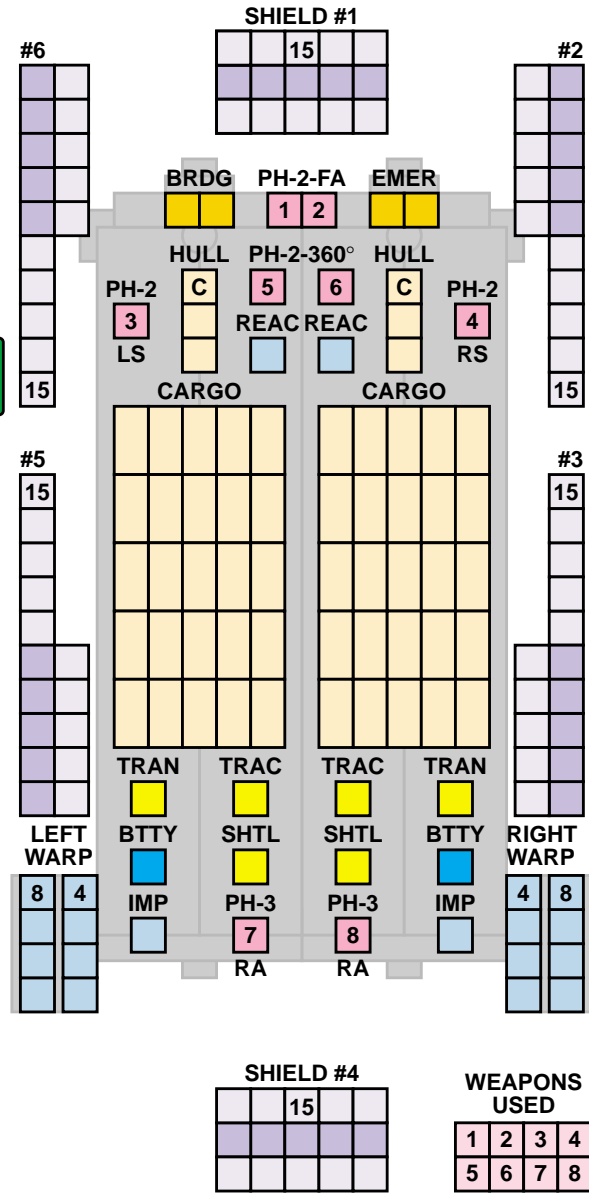 SHIELD #1
15
#6
#2
BRDG PH-2-FA EMER
1 2
HULL PH-2-360° HULL
PH-2 C 5 6 C PH-2
3 REAC REAC 4
LS RS
CARGO CARGO
15 15
#5 #3
15 15
TRAN TRAC TRAC TRAN
LEFT WARP
BTTY SHTL SHTL BTTY
RIGHT WARP
8 4 IMP PH-3 PH-3 IMP 4 8
7 8
RA RA
SHIELD #4
15
WEAPONS
USED
1 2 3 4
5 6 7 8